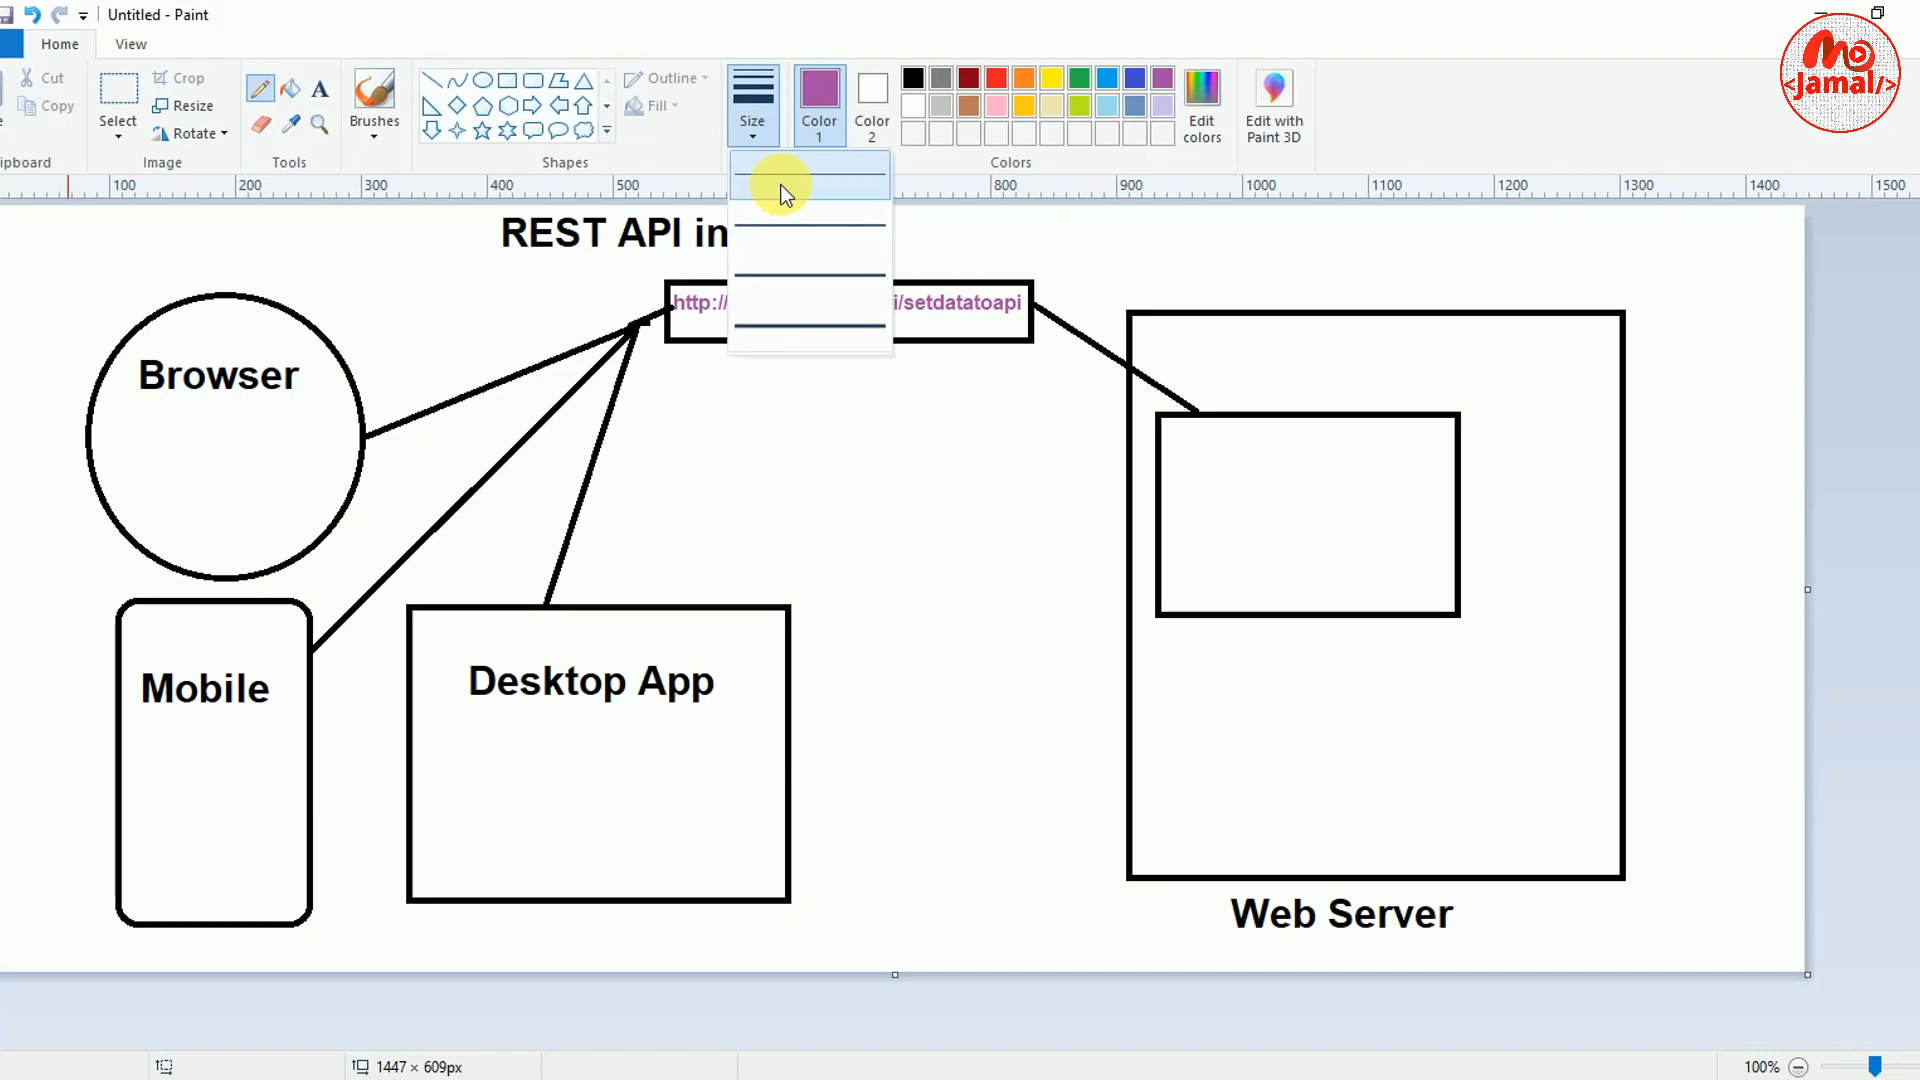 Untitled - Paint
Home View
Cut
Copy
Select
Crop
Resize
Rotate
Brushes
Outline
Fill
Size
Color
1
Color
2
Edit
colors
Edit with
Paint 3D
Image
Tools
Shapes
Colors
100 200 300 400 500 800 900 1000 1100 1200 1300 1400 1500
REST API in
http:// i/setdatatoapi
Browser
Mobile
Desktop App
Web Server
1447 × 609px
100%
Mo
<Jamal/>